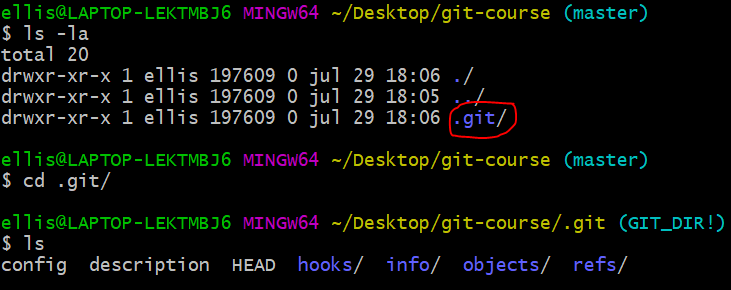 ellis@LAPTOP-LEKTMBJ6 MINGW64 ~/Desktop/git-course (master)
$ ls -la
total 20
drwxr-xr-x 1 ellis 197609 0 jul 29 18:06 ./
drwxr-xr-x 1 ellis 197609 0 jul 29 18:05 ../
drwxr-xr-x 1 ellis 197609 0 jul 29 18:06 .git/
ellis@LAPTOP-LEKTMBJ6 MINGW64 ~/Desktop/git-course (master)
$ cd .git/
ellis@LAPTOP-LEKTMBJ6 MINGW64 ~/Desktop/git-course/.git (GIT_DIR!)
$ ls
config  description  HEAD  hooks/  info/  objects/  refs/